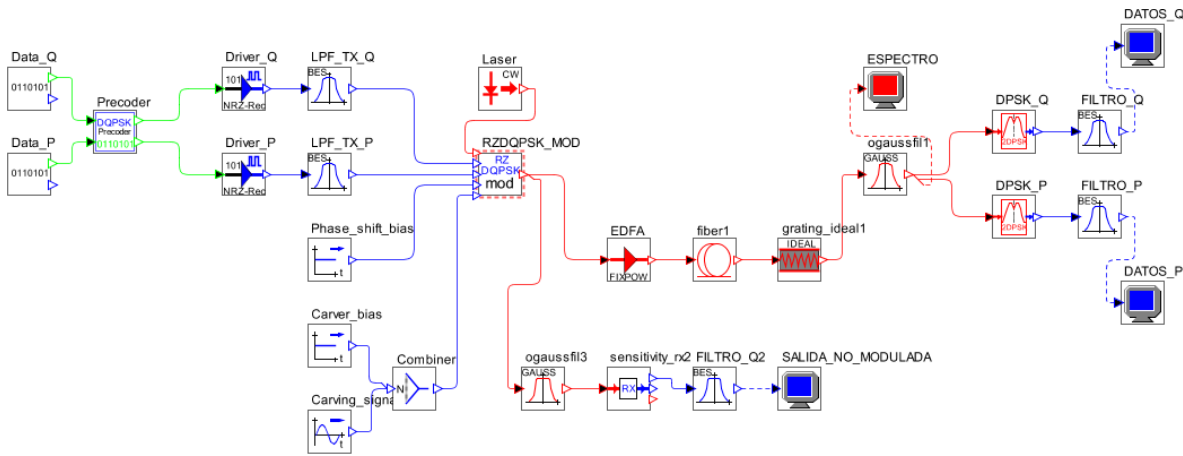 DATOS_Q
Data_Q
Driver_Q
LPF_TX_Q
Laser
ESPECTRO
0110101
101
NRZ-Rec
BES
CW
Precoder
DQPSK
Precoder
0110101
DPSK_Q
FILTRO_Q
2DPSK
BES
Data_P
0110101
Driver_P
LPF_TX_P
101
NRZ-Rec
BES
RZDQPSK_MOD
RZ
DQPSK
mod
ogaussfil1
GAUSS
DPSK_P
FILTRO_P
2DPSK
BES
Phase_shift_bias
t
EDFA
FIXPOW
fiber1
grating_ideal1
IDEAL
DATOS_P
Carver_bias
t
Combiner
N
ogaussfil3
GAUSS
sensitivity_rx2
RX
FILTRO_Q2
BES
SALIDA_NO_MODULADA
Carving_signa
t